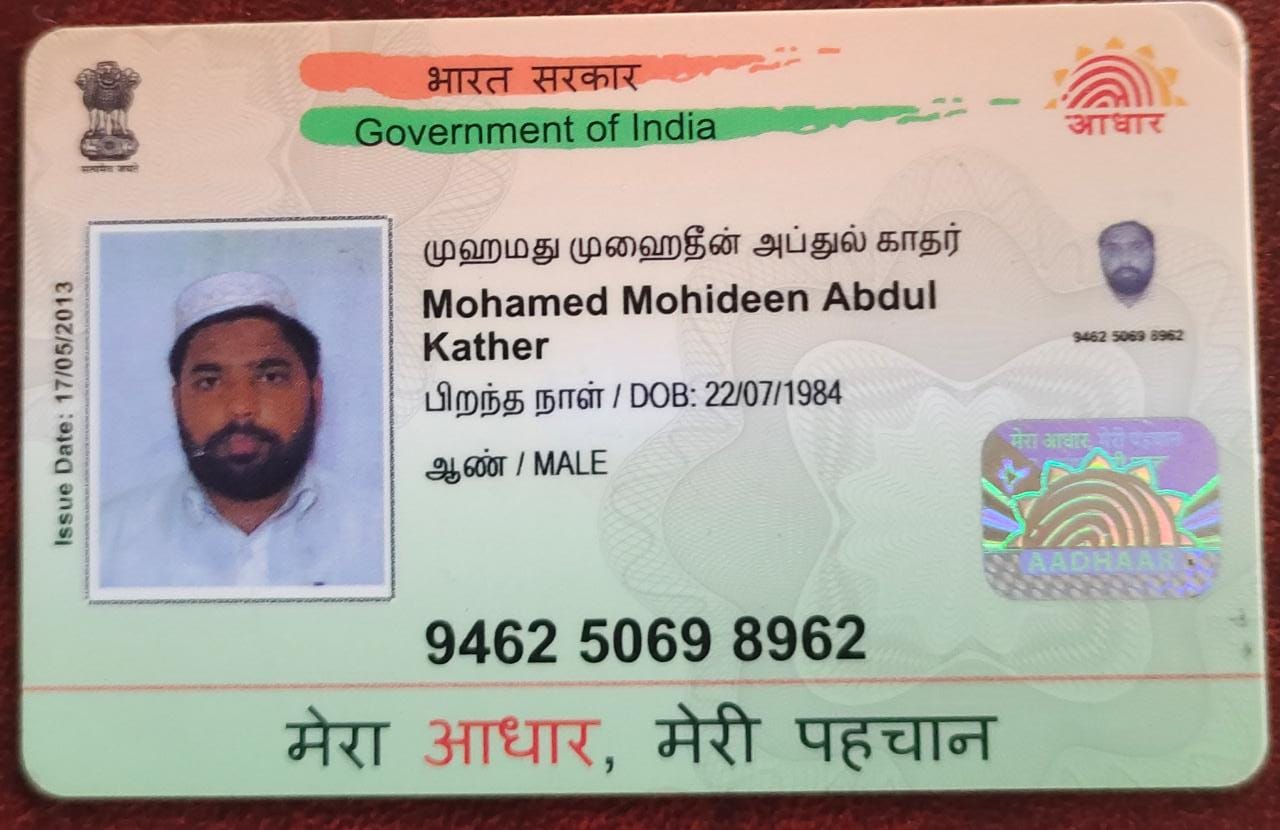 भारत सरकार
Government of India
आधार
सत्यमेव जयते
Issue Date: 17/05/2013
முஹமது முஹைதீன் அப்துல் காதர்
Mohamed Mohideen Abdul
Kather
பிறந்த நாள் / DOB: 22/07/1984
ஆண் / MALE
9462 5069 8962
मेरा आधार, मेरी पहचान
AADHAAR
9462 5069 8962
मेरा आधार, मेरी पहचान